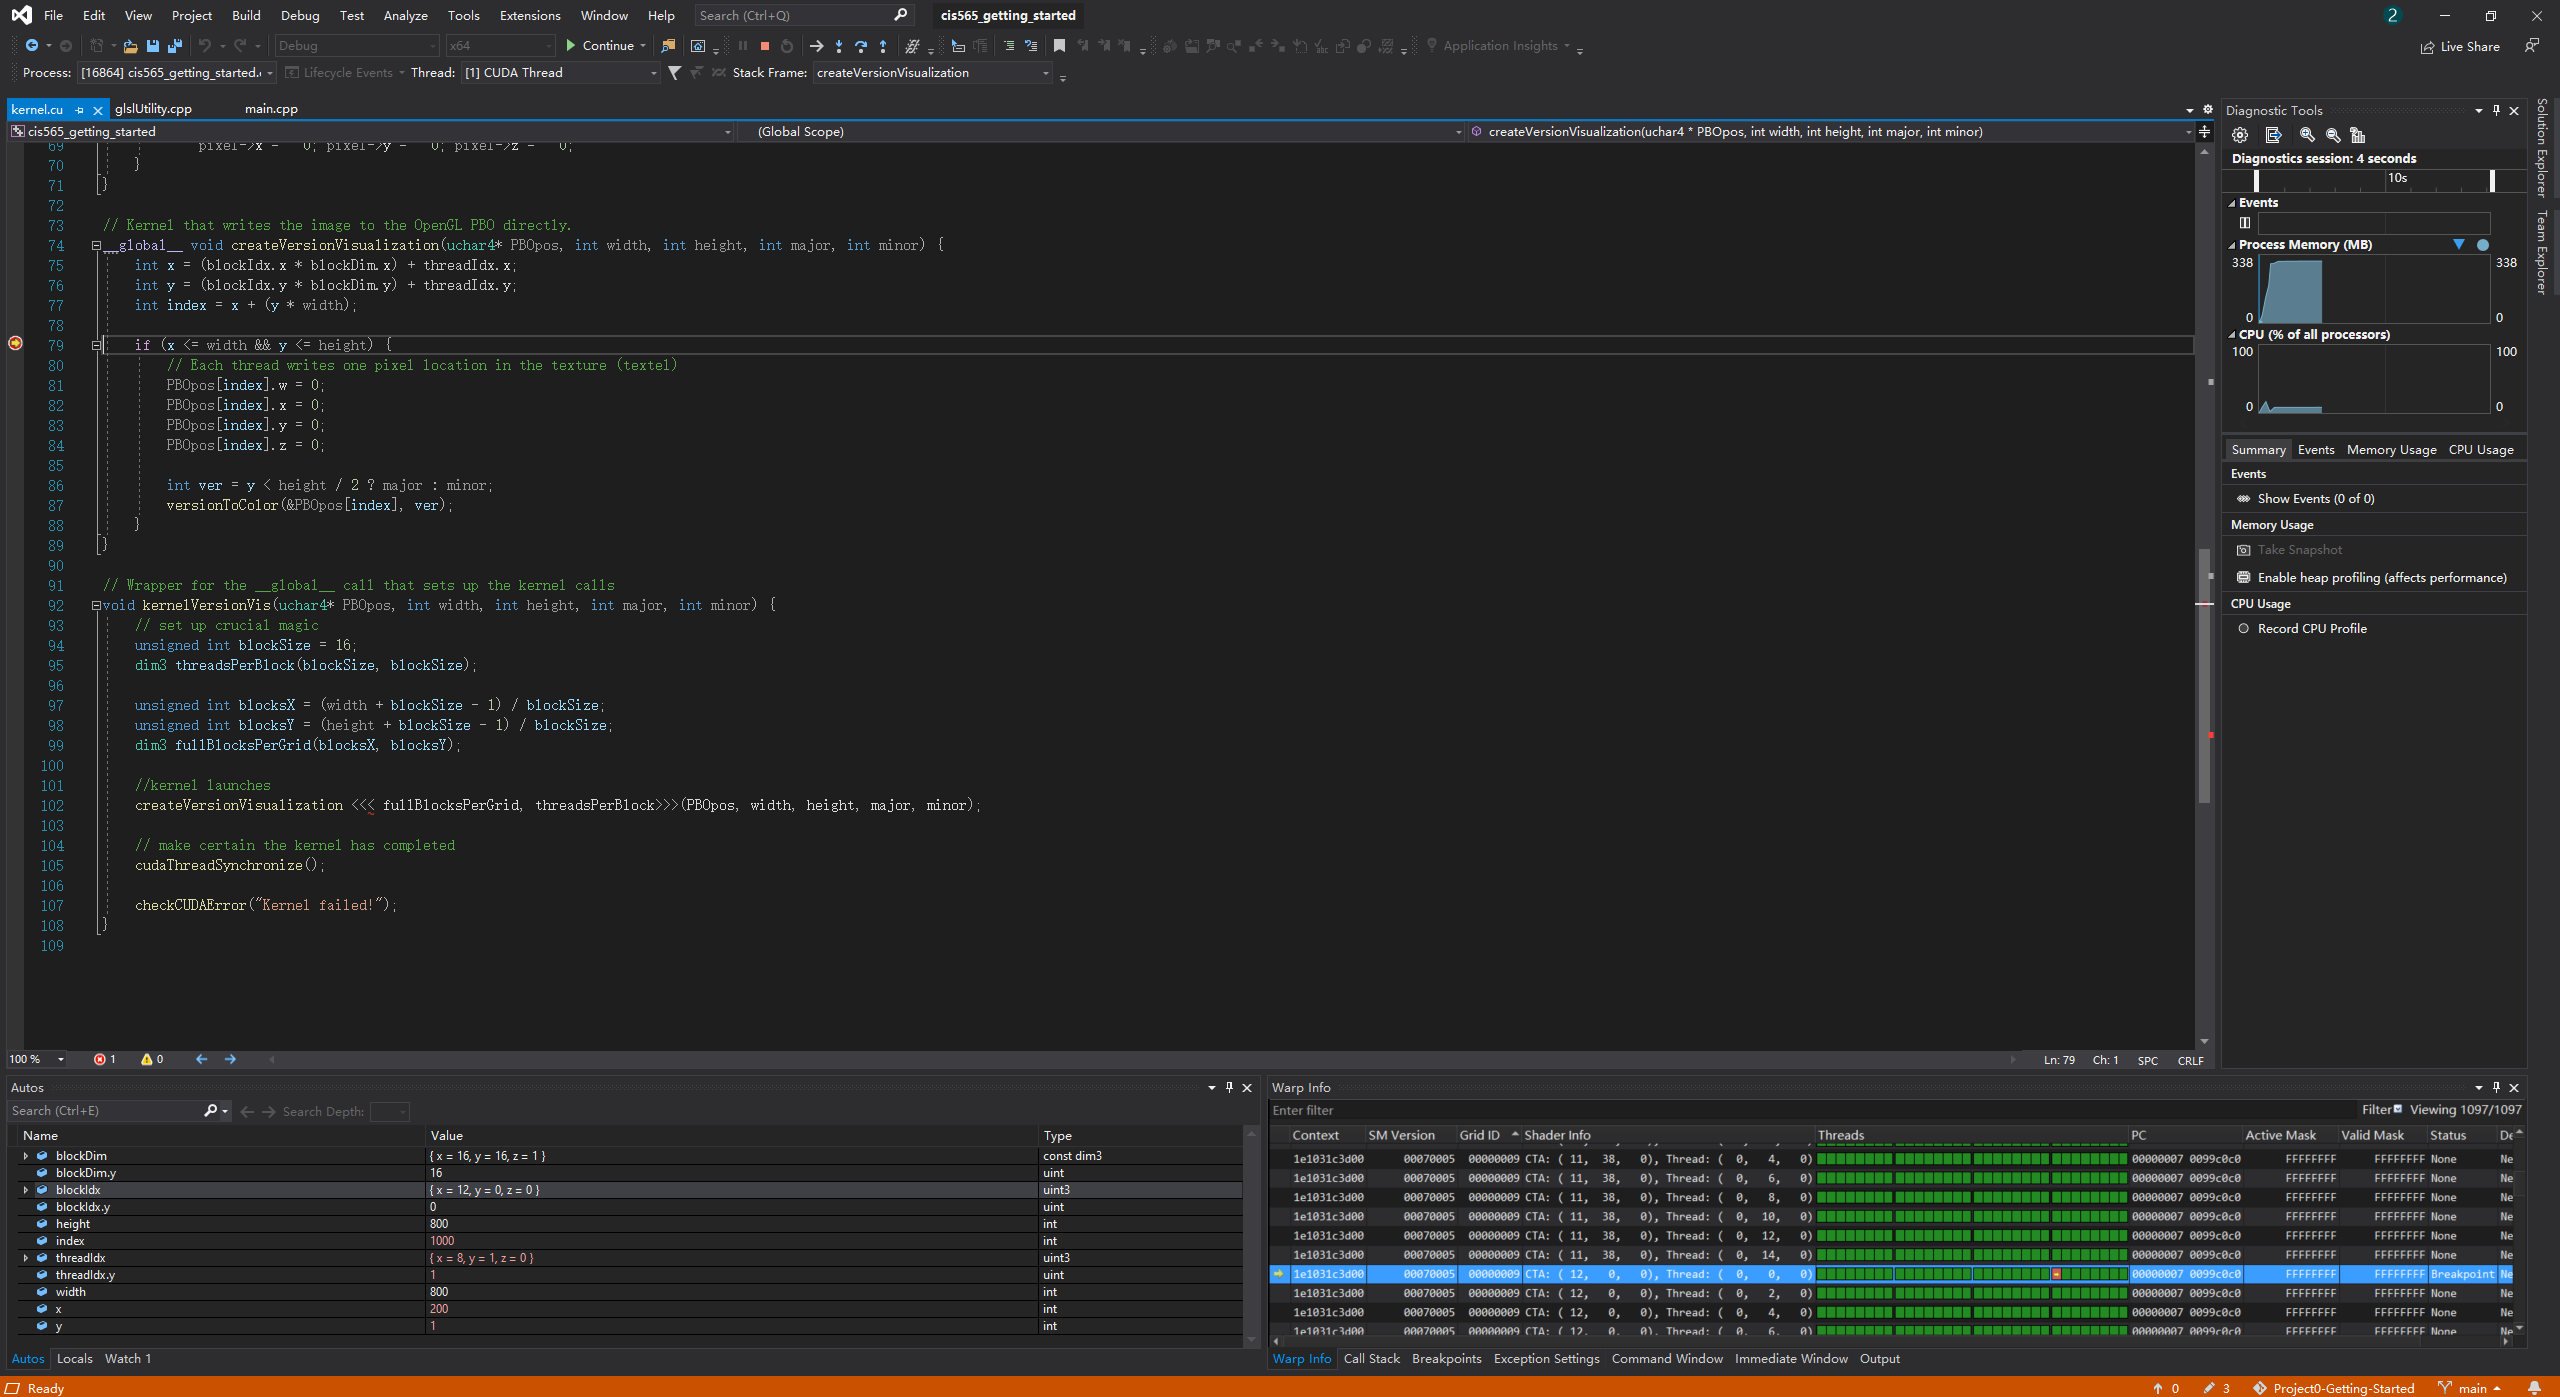 File Edit View Project Build Debug Test Analyze Tools Extensions Window Help Search (Ctrl+Q) cis565_getting_started 2
Debug x64 Continue Application Insights Live Share
Process: [16864] cis565_getting_started. Lifecycle Events Thread: [1] CUDA Thread Stack Frame: createVersionVisualization
kernel.cu glslUtility.cpp main.cpp
cis565_getting_started (Global Scope) createVersionVisualization(uchar4 * PBOpos, int width, int height, int major, int minor)
69 pixel->x = 0; pixel->y = 0; pixel->z = 0;
70 }
71 }
72
73 // Kernel that writes the image to the OpenGL PBO directly.
74 __global__ void createVersionVisualization(uchar4* PBOpos, int width, int height, int major, int minor) {
75 int x = (blockIdx.x * blockDim.x) + threadIdx.x;
76 int y = (blockIdx.y * blockDim.y) + threadIdx.y;
77 int index = x + (y * width);
78
79 if (x <= width && y <= height) {
80 // Each thread writes one pixel location in the texture (textel)
81 PBOpos[index].w = 0;
82 PBOpos[index].x = 0;
83 PBOpos[index].y = 0;
84 PBOpos[index].z = 0;
85
86 int ver = y < height / 2 ? major : minor;
87 versionToColor(&PBOpos[index], ver);
88 }
89 }
90
91 // Wrapper for the __global__ call that sets up the kernel calls
92 void kernelVersionVis(uchar4* PBOpos, int width, int height, int major, int minor) {
93 // set up crucial magic
94 unsigned int blockSize = 16;
95 dim3 threadsPerBlock(blockSize, blockSize);
96
97 unsigned int blocksX = (width + blockSize - 1) / blockSize;
98 unsigned int blocksY = (height + blockSize - 1) / blockSize;
99 dim3 fullBlocksPerGrid(blocksX, blocksY);
100
101 //kernel launches
102 createVersionVisualization <<< fullBlocksPerGrid, threadsPerBlock>>>(PBOpos, width, height, major, minor);
103
104 // make certain the kernel has completed
105 cudaThreadSynchronize();
106
107 checkCUDAError("Kernel failed!");
108 }
109
100 % 1 0 Ln: 79 Ch: 1 SPC CRLF
Diagnostic Tools
Diagnostics session: 4 seconds
10s
Events
Process Memory (MB)
338 338
0 0
CPU (% of all processors)
100 100
0 0
Summary Events Memory Usage CPU Usage
Events
Show Events (0 of 0)
Memory Usage
Take Snapshot
Enable heap profiling (affects performance)
CPU Usage
Record CPU Profile
Solution Explorer
Team Explorer
Autos
Search (Ctrl+E) Search Depth:
Name Value Type
blockDim { x = 16, y = 16, z = 1 } const dim3
blockDim.y 16 uint
blockIdx { x = 12, y = 0, z = 0 } uint3
blockIdx.y 0 uint
height 800 int
index 1000 int
threadIdx { x = 8, y = 1, z = 0 } uint3
threadIdx.y 1 uint
width 800 int
x 200 int
y 1 int
Autos Locals Watch 1
Warp Info
Enter filter Filter Viewing 1097/1097
Context SM Version Grid ID Shader Info Threads PC Active Mask Valid Mask Status De
1e1031c3d00 00070005 00000009 CTA: ( 11, 38, 0), Thread: ( 0, 4, 0) 00000007 0099c0c0 FFFFFFFF FFFFFFFF None Ne
1e1031c3d00 00070005 00000009 CTA: ( 11, 38, 0), Thread: ( 0, 6, 0) 00000007 0099c0c0 FFFFFFFF FFFFFFFF None Ne
1e1031c3d00 00070005 00000009 CTA: ( 11, 38, 0), Thread: ( 0, 8, 0) 00000007 0099c0c0 FFFFFFFF FFFFFFFF None Ne
1e1031c3d00 00070005 00000009 CTA: ( 11, 38, 0), Thread: ( 0, 10, 0) 00000007 0099c0c0 FFFFFFFF FFFFFFFF None Ne
1e1031c3d00 00070005 00000009 CTA: ( 11, 38, 0), Thread: ( 0, 12, 0) 00000007 0099c0c0 FFFFFFFF FFFFFFFF None Ne
1e1031c3d00 00070005 00000009 CTA: ( 11, 38, 0), Thread: ( 0, 14, 0) 00000007 0099c0c0 FFFFFFFF FFFFFFFF None Ne
1e1031c3d00 00070005 00000009 CTA: ( 12, 0, 0), Thread: ( 0, 0, 0) 00000007 0099c0c0 FFFFFFFF FFFFFFFF Breakpoint Ne
1e1031c3d00 00070005 00000009 CTA: ( 12, 0, 0), Thread: ( 0, 2, 0) 00000007 0099c0c0 FFFFFFFF FFFFFFFF None Ne
1e1031c3d00 00070005 00000009 CTA: ( 12, 0, 0), Thread: ( 0, 4, 0) 00000007 0099c0c0 FFFFFFFF FFFFFFFF None Ne
1e1031c3d00 00070005 00000009 CTA: ( 12, 0, 0), Thread: ( 0, 6, 0) 00000007 0099c0c0 FFFFFFFF FFFFFFFF None Ne
Warp Info Call Stack Breakpoints Exception Settings Command Window Immediate Window Output
Ready 0 3 Project0-Getting-Started main